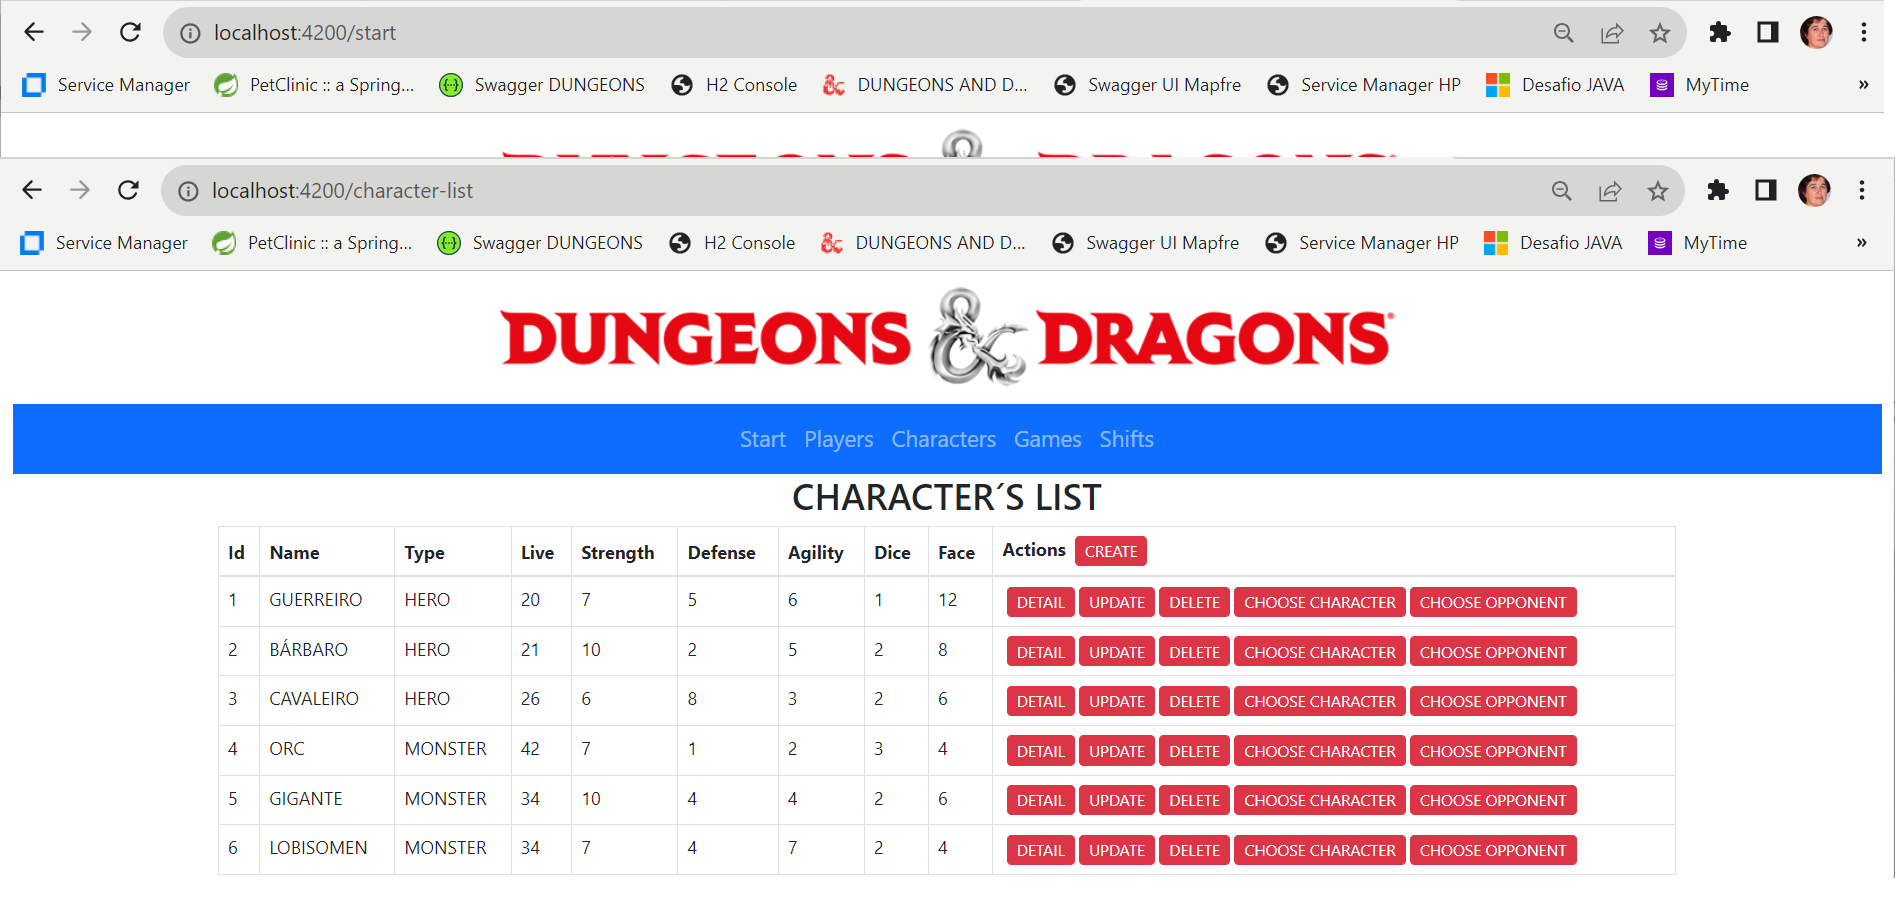 localhost:4200/start
Service Manager PetClinic :: a Spring... Swagger DUNGEONS H2 Console DUNGEONS AND D... Swagger UI Mapfre Service Manager HP Desafio JAVA MyTime »
DUNGEONS & DRAGONS
localhost:4200/character-list
Service Manager PetClinic :: a Spring... Swagger DUNGEONS H2 Console DUNGEONS AND D... Swagger UI Mapfre Service Manager HP Desafio JAVA MyTime »
DUNGEONS & DRAGONS®
Start Players Characters Games Shifts
CHARACTER´S LIST
Id Name Type Live Strength Defense Agility Dice Face Actions CREATE
1 GUERREIRO HERO 20 7 5 6 1 12 DETAIL UPDATE DELETE CHOOSE CHARACTER CHOOSE OPPONENT
2 BÁRBARO HERO 21 10 2 5 2 8 DETAIL UPDATE DELETE CHOOSE CHARACTER CHOOSE OPPONENT
3 CAVALEIRO HERO 26 6 8 3 2 6 DETAIL UPDATE DELETE CHOOSE CHARACTER CHOOSE OPPONENT
4 ORC MONSTER 42 7 1 2 3 4 DETAIL UPDATE DELETE CHOOSE CHARACTER CHOOSE OPPONENT
5 GIGANTE MONSTER 34 10 4 4 2 6 DETAIL UPDATE DELETE CHOOSE CHARACTER CHOOSE OPPONENT
6 LOBISOMEN MONSTER 34 7 4 7 2 4 DETAIL UPDATE DELETE CHOOSE CHARACTER CHOOSE OPPONENT